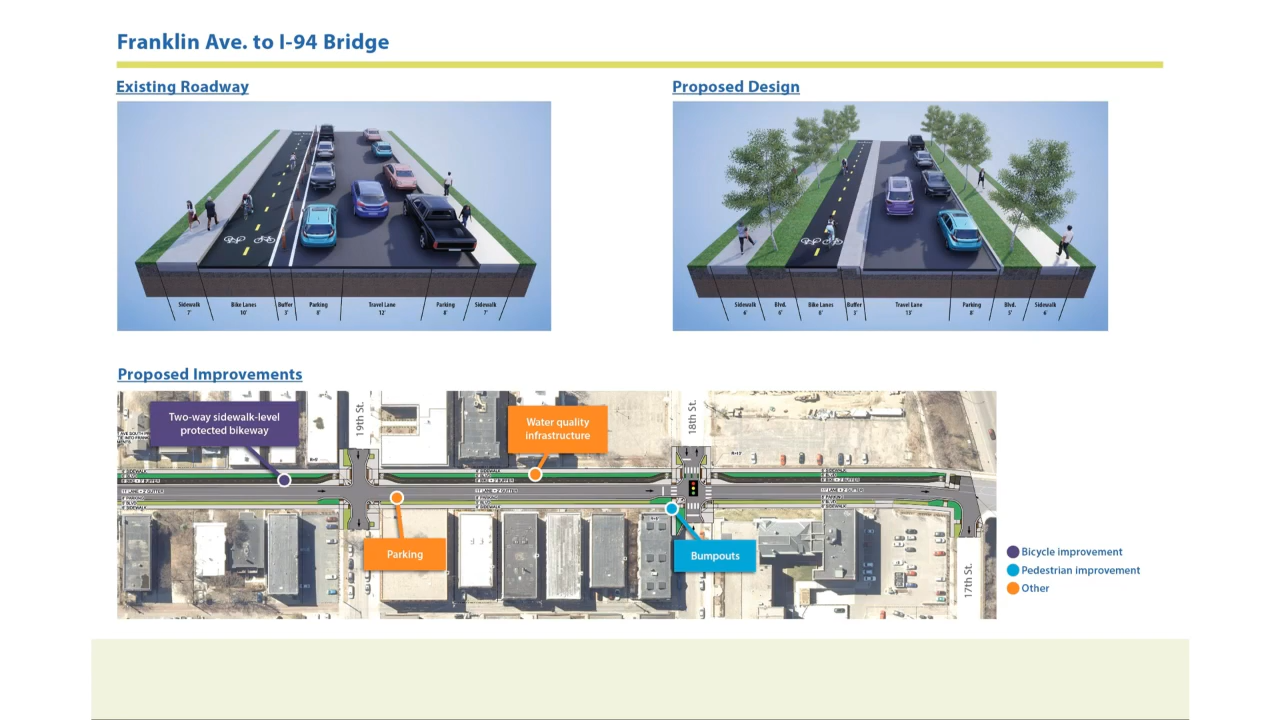 Franklin Ave. to I-94 Bridge
Existing Roadway
Proposed Design
Sidewalk
7'
Bike Lanes
10'
Buffer
3'
Parking
8'
Travel Lane
12'
Parking
8'
Sidewalk
7'
Sidewalk
6'
Blvd.
6'
Bike Lanes
8'
Buffer
3'
Travel Lane
13'
Parking
8'
Blvd.
5'
Sidewalk
6'
Proposed Improvements
Two-way sidewalk-level
protected bikeway
19th St.
Water quality
infrastructure
18th St.
Parking
Bumpouts
17th St.
Bicycle improvement
Pedestrian improvement
Other